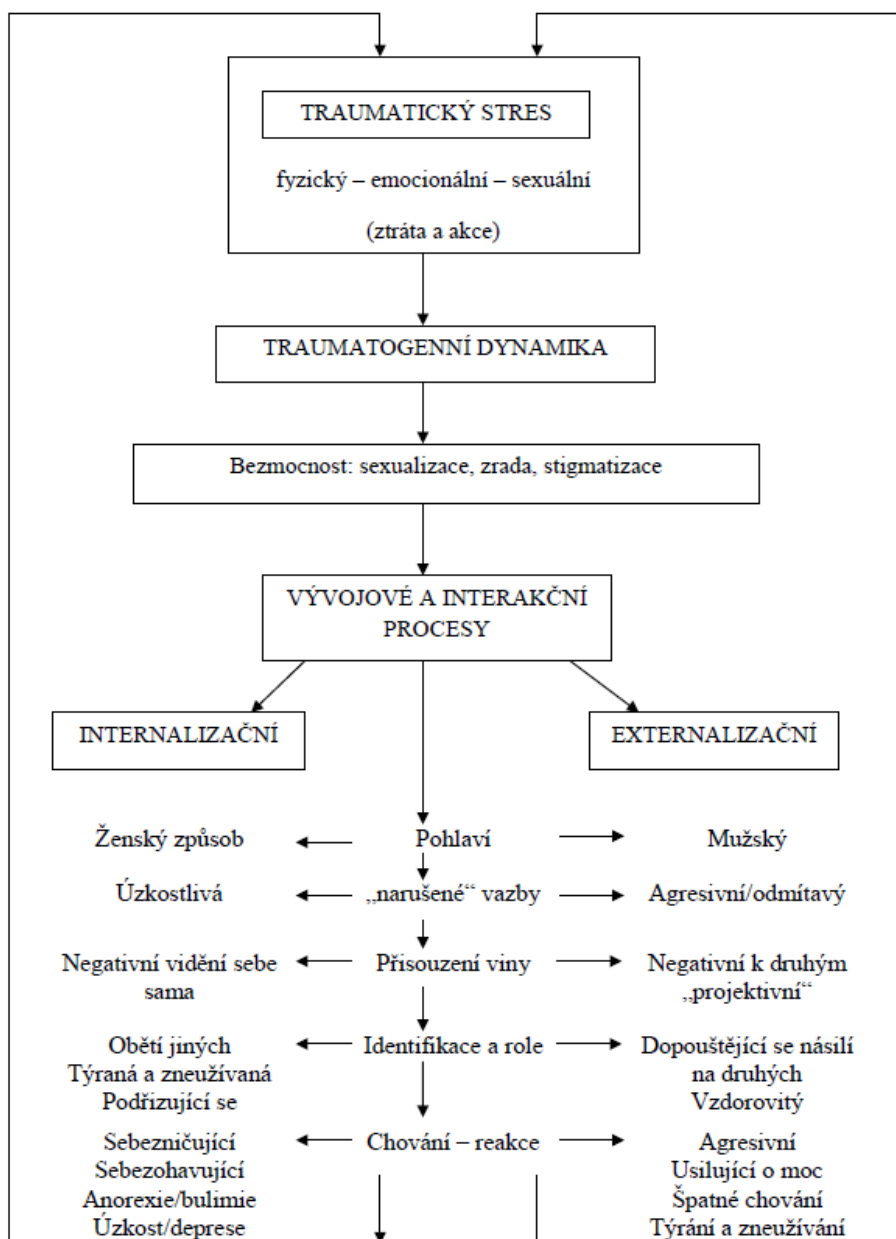 TRAUMATICKÝ STRES
fyzický – emocionální – sexuální
(ztráta a akce)
TRAUMATOGENNÍ DYNAMIKA
Bezmocnost: sexualizace, zrada, stigmatizace
VÝVOJOVÉ A INTERAKČNÍ
PROCESY
INTERNALIZAČNÍ
EXTERNALIZAČNÍ
Ženský způsob
Pohlaví
Mužský
Úzkostlivá
„narušené“ vazby
Agresivní/odmítavý
Negativní vidění sebe
sama
Přisouzení viny
Negativní k druhým
„projektivní“
Obětí jiných
Týraná a zneužívaná
Podřizující se
Identifikace a role
Dopouštějící se násilí
na druhých
Vzdorovitý
Sebezničující
Sebezohavující
Anorexie/bulimie
Úzkost/deprese
Chování – reakce
Agresivní
Usilující o moc
Špatné chování
Týrání a zneužívání